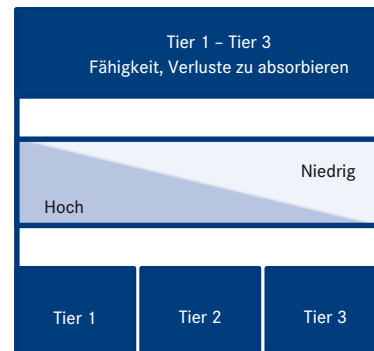 Tier 1 – Tier 3
Fähigkeit, Verluste zu absorbieren
Niedrig
Hoch
Tier 1
Tier 2
Tier 3